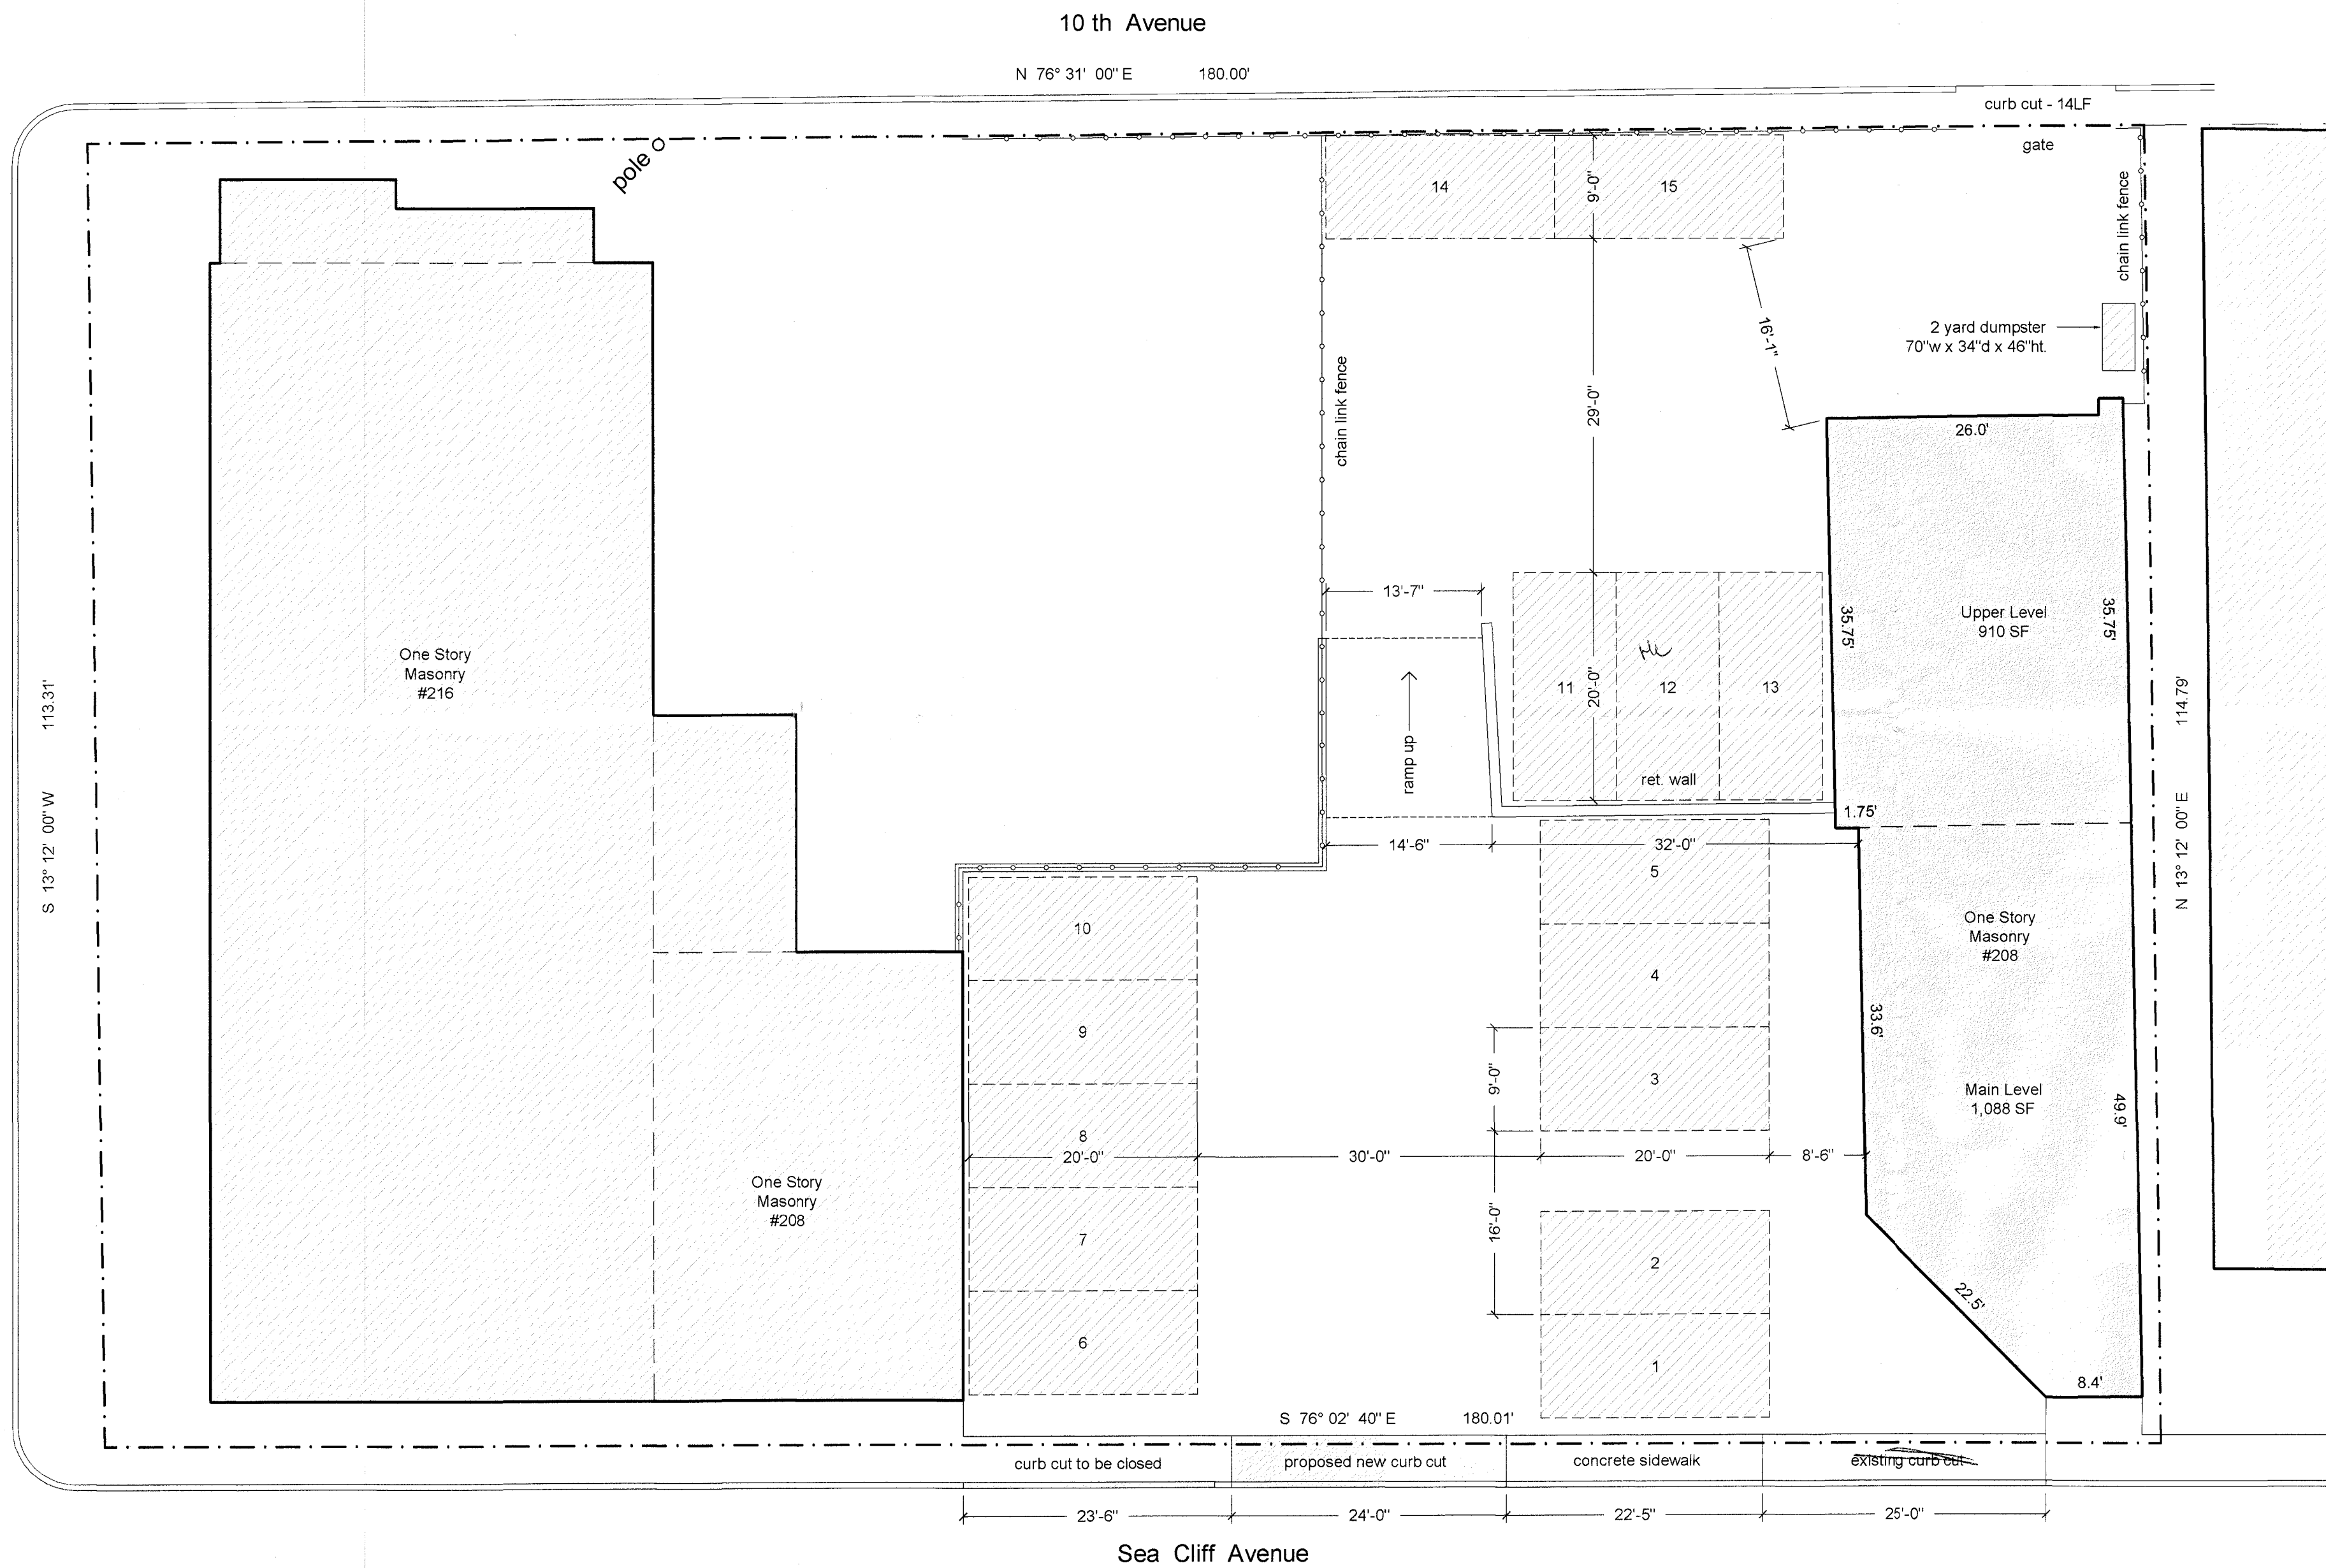 10 th Avenue
N 76° 31' 00" E 180.00'
curb cut - 14LF
gate
pole
14
15
9'-0"
chain link fence
16'-1"
2 yard dumpster
70"w x 34"d x 46"ht.
29'-0"
chain link fence
26.0'
13'-7"
35.75'
Upper Level
910 SF
35.75'
One Story
Masonry
#216
11
20'-0"
12
13
S 13° 12' 00" W 113.31'
N 13° 12' 00" E 114.79'
ramp up
ret. wall
1.75'
14'-6"
32'-0"
5
10
One Story
Masonry
#208
4
9
33.6'
3
9'-0"
Main Level
1,088 SF
49.9'
8
20'-0"
30'-0"
20'-0"
8'-6"
One Story
Masonry
#208
16'-0"
7
2
22.5'
6
1
8.4'
S 76° 02' 40" E 180.01'
curb cut to be closed
proposed new curb cut
concrete sidewalk
existing curb cut
23'-6"
24'-0"
22'-5"
25'-0"
Sea Cliff Avenue